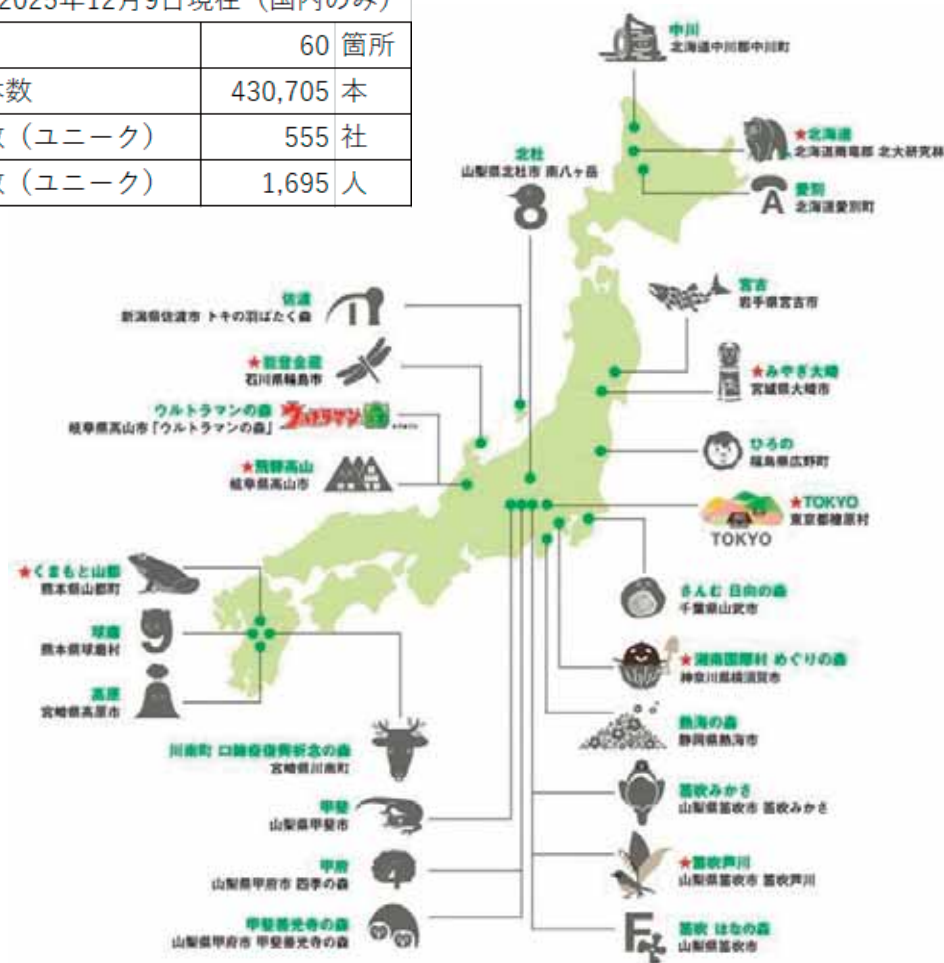 2025年12月9日現在（国内のみ）
60 箇所
本数 430,705 本
数（ユニーク） 555 社
数（ユニーク） 1,695 人
中川
北海道中川郡中川町
★北海道
北海道雨竜郡 北大研究林
愛別
北海道愛別町
A
北杜
山梨県北杜市 南八ヶ岳
佐渡
新潟県佐渡市 トキの羽ばたく森
★能登金蔵
石川県輪島市
ウルトラマンの森
岐阜県高山市「ウルトラマンの森」
ウルトラマン
★飛騨高山
岐阜県高山市
宮古
岩手県宮古市
★みやぎ大崎
宮城県大崎市
ひろの
福島県広野町
★TOKYO
東京都檜原村
TOKYO
さんむ 日向の森
千葉県山武市
★湘南国際村 めぐりの森
神奈川県横須賀市
熱海の森
静岡県熱海市
笛吹みかさ
山梨県笛吹市 笛吹みかさ
★笛吹芦川
山梨県笛吹市 笛吹芦川
笛吹 はなの森
山梨県笛吹市
F
★くまもと山都
熊本県山都町
球磨
熊本県球磨村
9
高原
宮崎県高原市
川南町 口蹄疫復興祈念の森
宮崎県川南町
甲斐
山梨県甲斐市
甲府
山梨県甲府市 四季の森
甲斐善光寺の森
山梨県甲府市 甲斐善光寺の森